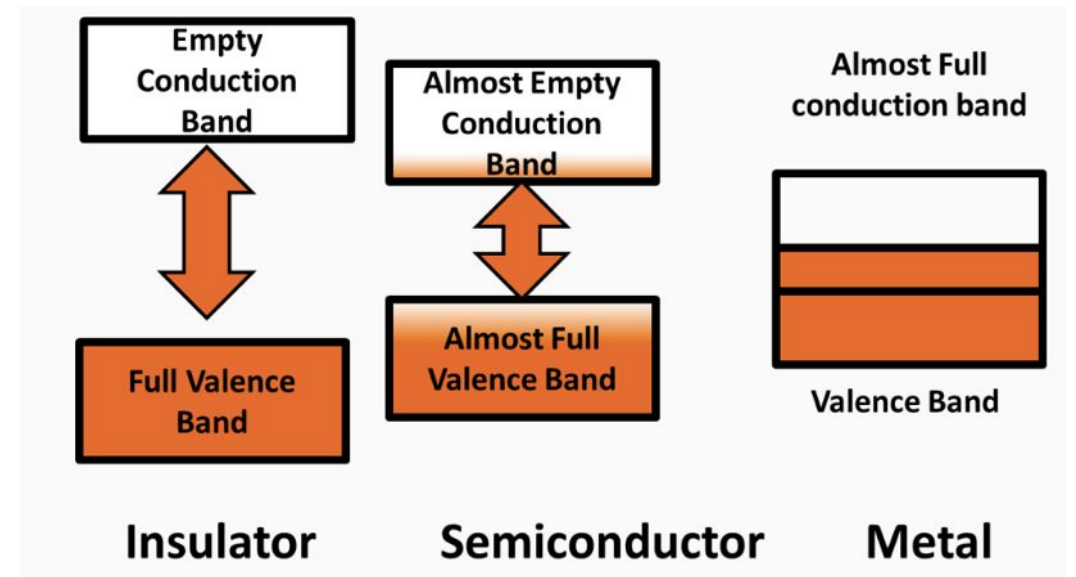 Empty
Conduction
Band
Almost Empty
Conduction
Band
Almost Full
conduction band
Full Valence
Band
Almost Full
Valence Band
Valence Band
Insulator
Semiconductor
Metal